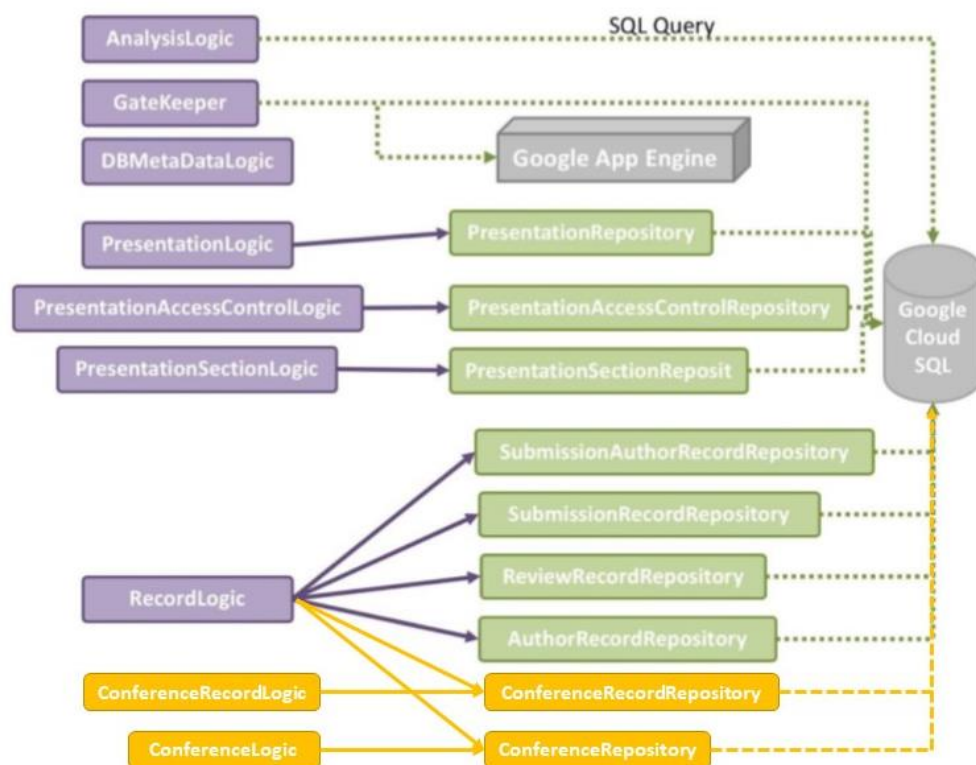 AnalysisLogic
SQL Query
GateKeeper
DBMetaDataLogic
Google App Engine
PresentationLogic
PresentationRepository
PresentationAccessControlLogic
PresentationAccessControlRepository
PresentationSectionLogic
PresentationSectionReposit
Google
Cloud
SQL
SubmissionAuthorRecordRepository
SubmissionRecordRepository
ReviewRecordRepository
RecordLogic
AuthorRecordRepository
ConferenceRecordLogic
ConferenceRecordRepository
ConferenceLogic
ConferenceRepository